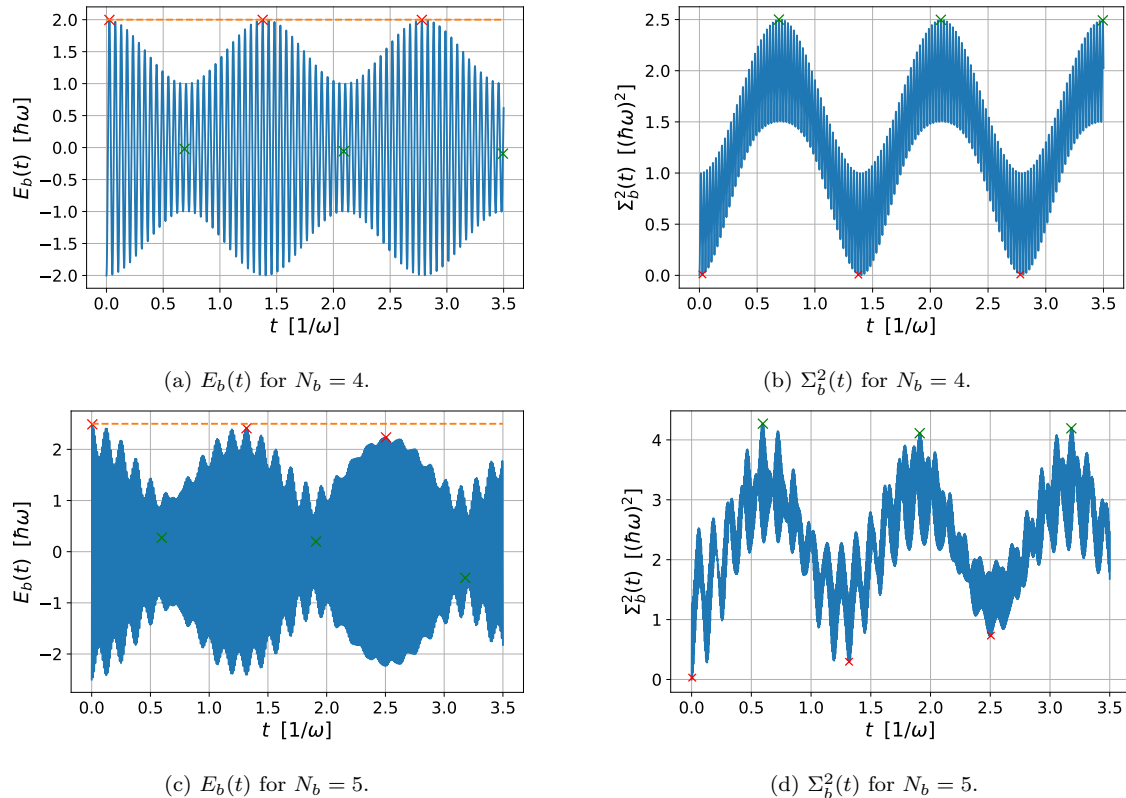 2.0
1.5
1.0
0.5
0.0
−0.5
−1.0
−1.5
−2.0
E_b(t) [ħω]
0.0 0.5 1.0 1.5 2.0 2.5 3.0 3.5
t [1/ω]
(a) E_b(t) for N_b = 4.
2.5
2.0
1.5
1.0
0.5
0.0
Σ_b^2(t) [(ħω)^2]
0.0 0.5 1.0 1.5 2.0 2.5 3.0 3.5
t [1/ω]
(b) Σ_b^2(t) for N_b = 4.
2
1
0
−1
−2
E_b(t) [ħω]
0.0 0.5 1.0 1.5 2.0 2.5 3.0 3.5
t [1/ω]
(c) E_b(t) for N_b = 5.
4
3
2
1
0
Σ_b^2(t) [(ħω)^2]
0.0 0.5 1.0 1.5 2.0 2.5 3.0 3.5
t [1/ω]
(d) Σ_b^2(t) for N_b = 5.